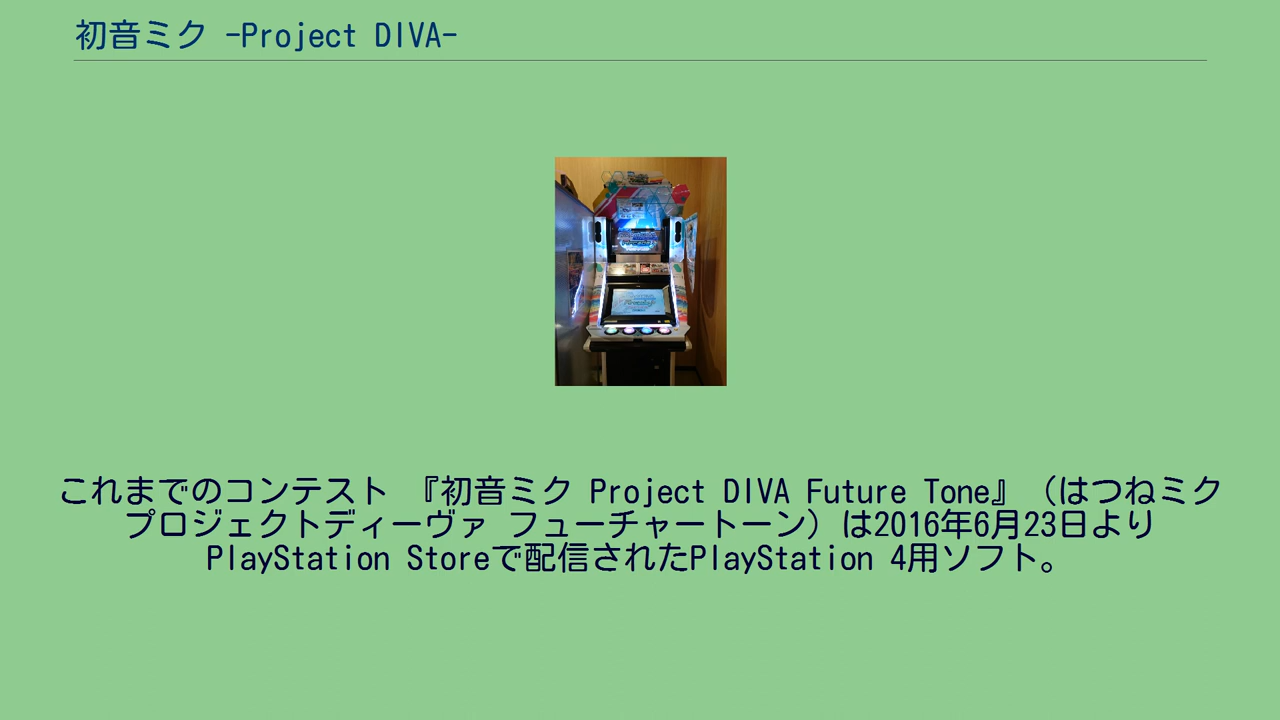 初音ミク -Project DIVA-
これまでのコンテスト 『初音ミク Project DIVA Future Tone』（はつねミク
プロジェクトディーヴァ フューチャートーン）は2016年6月23日より
PlayStation Storeで配信されたPlayStation 4用ソフト。